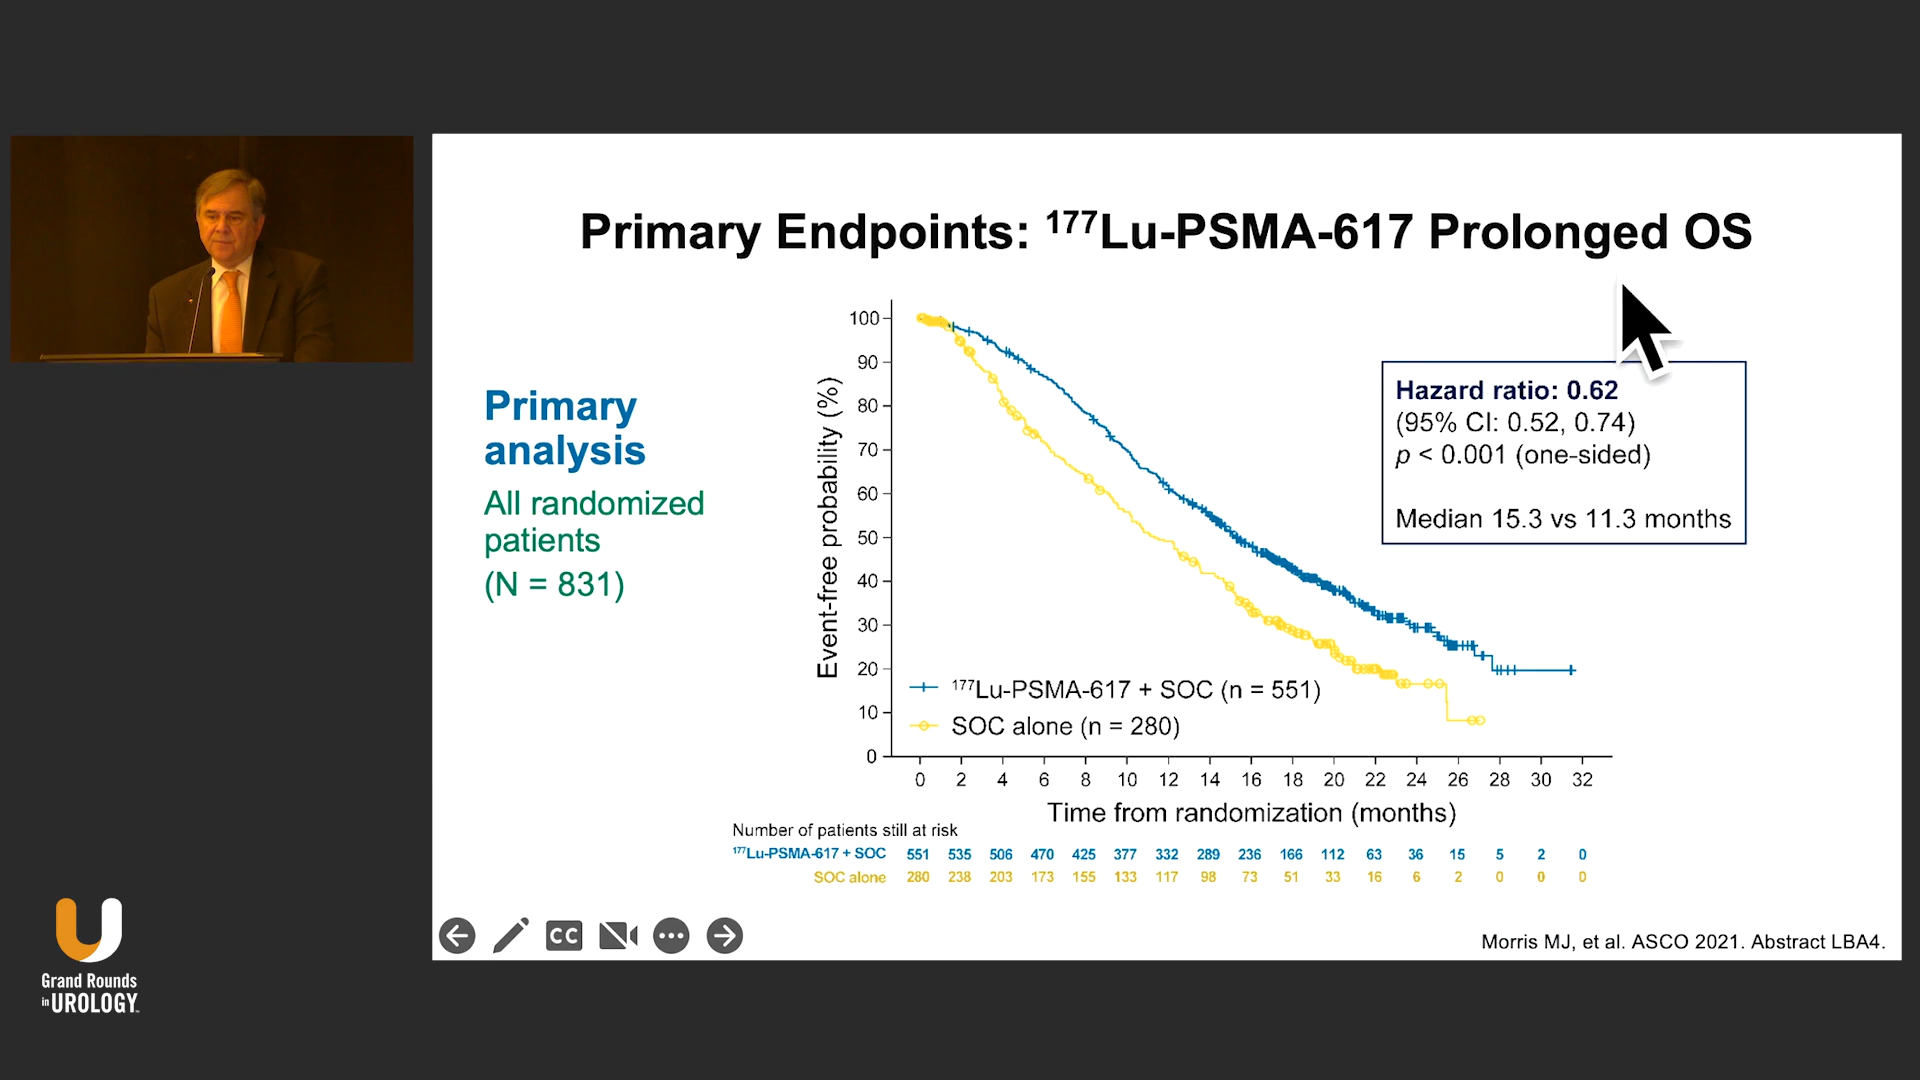 Primary Endpoints: ¹⁷⁷Lu-PSMA-617 Prolonged OS
Primary
analysis
All randomized
patients
(N = 831)
Event-free probability (%)
100
90
80
70
60
50
40
30
20
10
0
¹⁷⁷Lu-PSMA-617 + SOC (n = 551)
SOC alone (n = 280)
Hazard ratio: 0.62
(95% CI: 0.52, 0.74)
p < 0.001 (one-sided)
Median 15.3 vs 11.3 months
0 2 4 6 8 10 12 14 16 18 20 22 24 26 28 30 32
Time from randomization (months)
Number of patients still at risk
¹⁷⁷Lu-PSMA-617 + SOC 551 535 506 470 425 377 332 289 236 166 112 63 36 15 5 2 0
SOC alone 280 238 203 173 155 133 117 98 73 51 33 16 6 2 0 0 0
CC
Morris MJ, et al. ASCO 2021. Abstract LBA4.
Grand Rounds
in UROLOGY